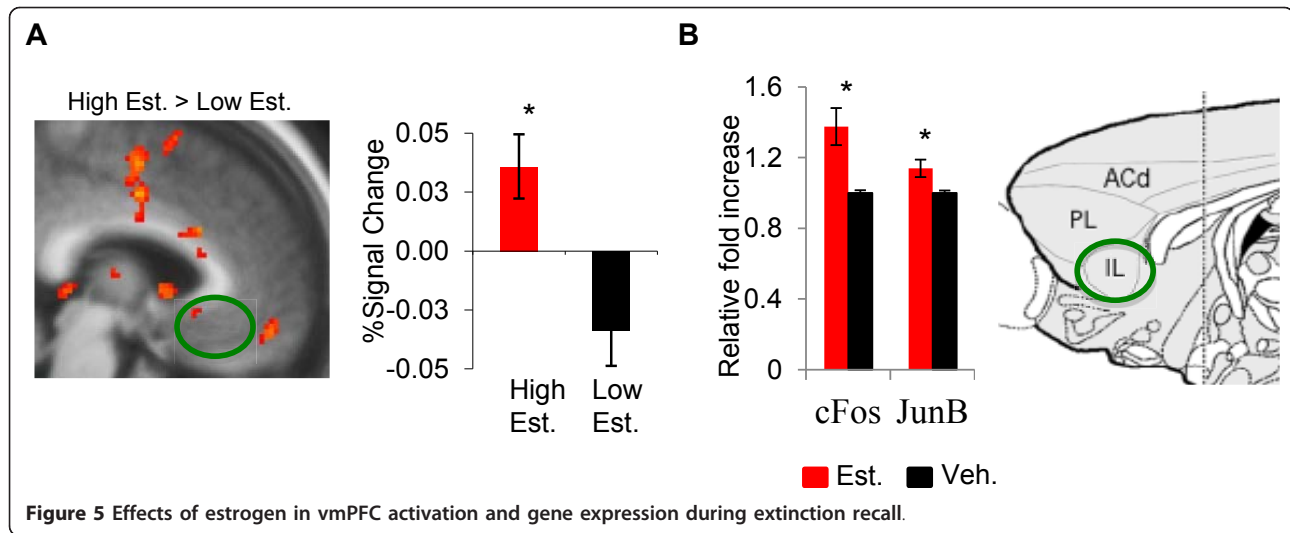 A
High Est. > Low Est.
%Signal Change
0.05
0.03
0.00
-0.03
-0.05
*
High Est.
Low Est.
B
Relative fold increase
1.6
1.2
0.8
0.4
0
*
*
cFos JunB
Est. Veh.
ACd
PL
IL
Figure 5 Effects of estrogen in vmPFC activation and gene expression during extinction recall.